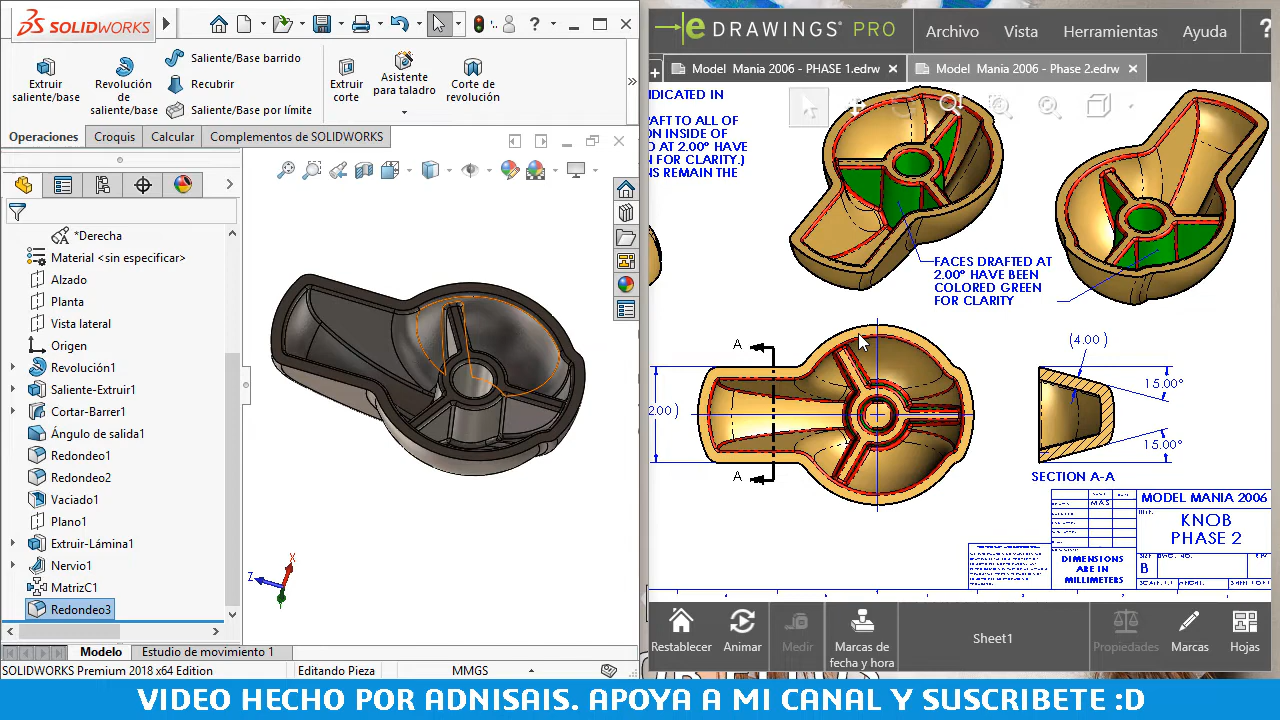 SOLIDWORKS
?
Extruir
saliente/base
Revolución
de
saliente/base
Saliente/Base barrido
Recubrir
Saliente/Base por límite
Extruir
corte
Asistente
para taladro
Corte de
revolución
Operaciones
Croquis
Calcular
Complementos de SOLIDWORKS
*Derecha
Material <sin especificar>
Alzado
Planta
Vista lateral
Origen
Revolución1
Saliente-Extruir1
Cortar-Barrer1
Ángulo de salida1
Redondeo1
Redondeo2
Vaciado1
Plano1
Extruir-Lámina1
Nervio1
MatrizC1
Redondeo3
X
Z
Modelo
Estudio de movimiento 1
SOLIDWORKS Premium 2018 x64 Edition
Editando Pieza
MMGS
eDRAWINGS® PRO
Archivo
Vista
Herramientas
Ayuda
?
Model Mania 2006 - PHASE 1.edrw
Model Mania 2006 - Phase 2.edrw
NDICATED IN
AFT TO ALL OF
ON INSIDE OF
D AT 2.00° HAVE
N FOR CLARITY.)
NS REMAIN THE
FACES DRAFTED AT
2.00° HAVE BEEN
COLORED GREEN
FOR CLARITY
A
A
2.00 )
(4.00 )
15.00°
15.00°
SECTION A-A
MODEL MANIA 2006
MAS
TITLE:
KNOB
PHASE 2
DIMENSIONS
ARE IN
MILLIMETERS
B
Restablecer
Animar
Medir
Marcas de
fecha y hora
Sheet1
Propiedades
Marcas
Hojas
VIDEO HECHO POR ADNISAIS. APOYA A MI CANAL Y SUSCRIBETE :D